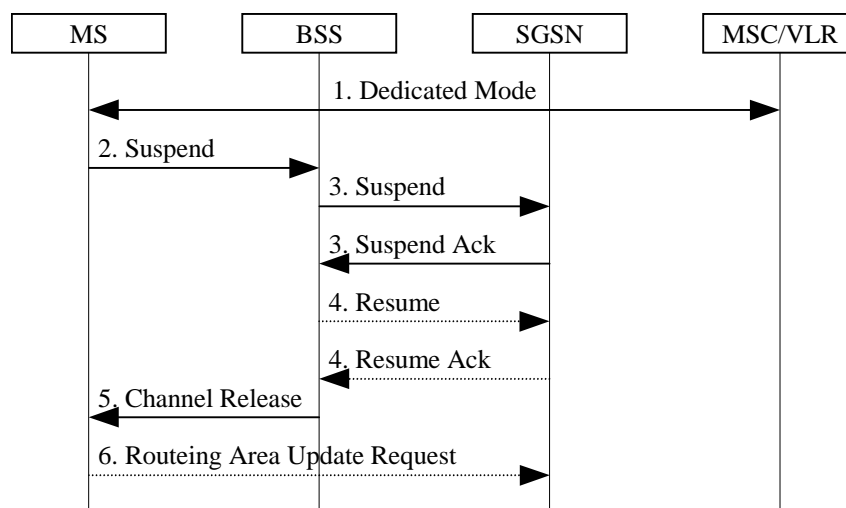 MS
BSS
SGSN
MSC/VLR
1. Dedicated Mode
2. Suspend
3. Suspend
3. Suspend Ack
4. Resume
4. Resume Ack
5. Channel Release
6. Routeing Area Update Request